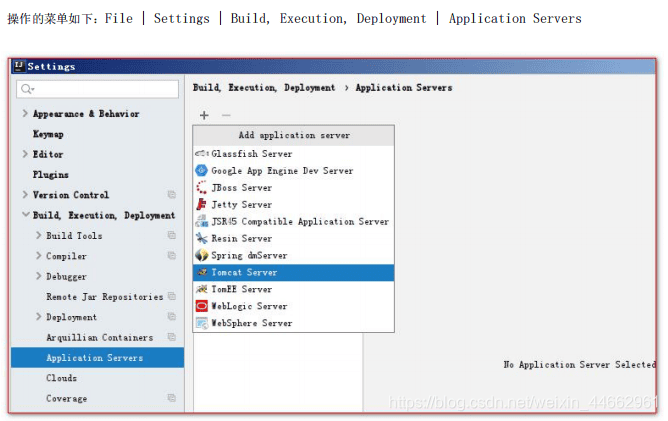 操作的菜单如下：File | Settings | Build, Execution, Deployment | Application Servers
Settings
Build, Execution, Deployment › Application Servers
Appearance & Behavior
Keymap
Editor
Plugins
Version Control
Build, Execution, Deployment
Build Tools
Compiler
Debugger
Remote Jar Repositories
Deployment
Arquillian Containers
Application Servers
Clouds
Coverage
Add application server
Glassfish Server
Google App Engine Dev Server
JBoss Server
Jetty Server
JSR45 Compatible Application Server
Resin Server
Spring dmServer
Tomcat Server
TomEE Server
WebLogic Server
WebSphere Server
No Application Server Selected
https://blog.csdn.net/weixin_44662961